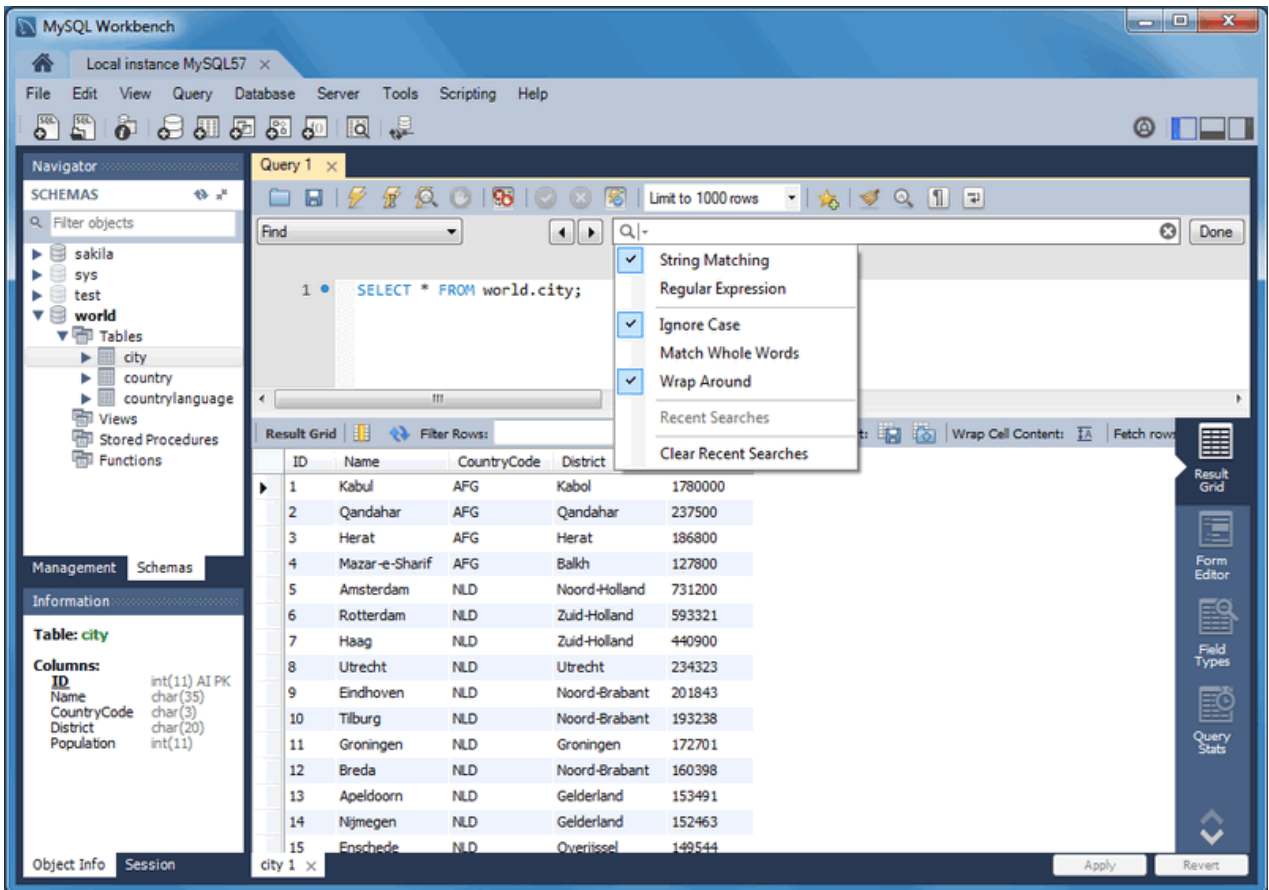 MySQL Workbench
Local instance MySQL57
File Edit View Query Database Server Tools Scripting Help
Navigator
SCHEMAS
Filter objects
sakila
sys
test
world
Tables
city
country
countrylanguage
Views
Stored Procedures
Functions
Management Schemas
Information
Table: city
Columns:
ID int(11) AI PK
Name char(35)
CountryCode char(3)
District char(20)
Population int(11)
Object Info Session
Query 1
Limit to 1000 rows
Find
Done
String Matching
Regular Expression
Ignore Case
Match Whole Words
Wrap Around
Recent Searches
Clear Recent Searches
1 SELECT * FROM world.city;
Result Grid Filter Rows: Wrap Cell Content: Fetch rows
ID Name CountryCode District
1 Kabul AFG Kabol 1780000
2 Qandahar AFG Qandahar 237500
3 Herat AFG Herat 186800
4 Mazar-e-Sharif AFG Balkh 127800
5 Amsterdam NLD Noord-Holland 731200
6 Rotterdam NLD Zuid-Holland 593321
7 Haag NLD Zuid-Holland 440900
8 Utrecht NLD Utrecht 234323
9 Eindhoven NLD Noord-Brabant 201843
10 Tilburg NLD Noord-Brabant 193238
11 Groningen NLD Groningen 172701
12 Breda NLD Noord-Brabant 160398
13 Apeldoorn NLD Gelderland 153491
14 Nijmegen NLD Gelderland 152463
15 Enschede NLD Overijssel 149544
Result
Grid
Form
Editor
Field
Types
Query
Stats
city 1
Apply Revert